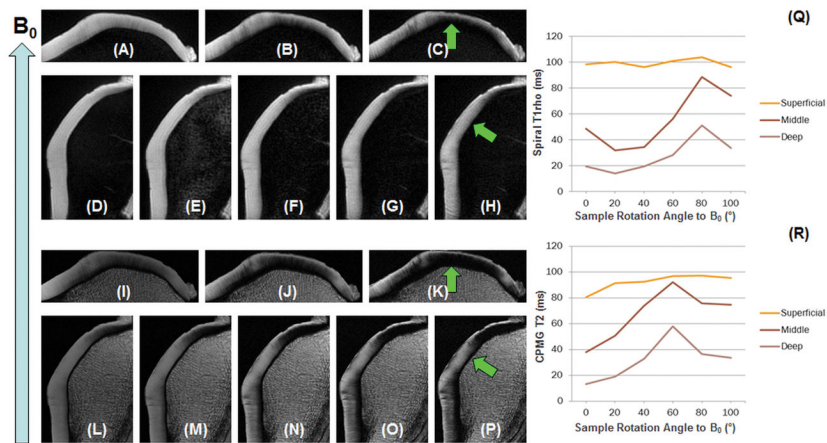 B0
(A)
(B)
(C)
(D)
(E)
(F)
(G)
(H)
(I)
(J)
(K)
(L)
(M)
(N)
(O)
(P)
(Q)
Spiral T1rho (ms)
120
100
80
60
40
20
0
0 20 40 60 80 100
Sample Rotation Angle to B0 (°)
Superficial
Middle
Deep
(R)
CPMG T2 (ms)
120
100
80
60
40
20
0
0 20 40 60 80 100
Sample Rotation Angle to B0 (°)
Superficial
Middle
Deep